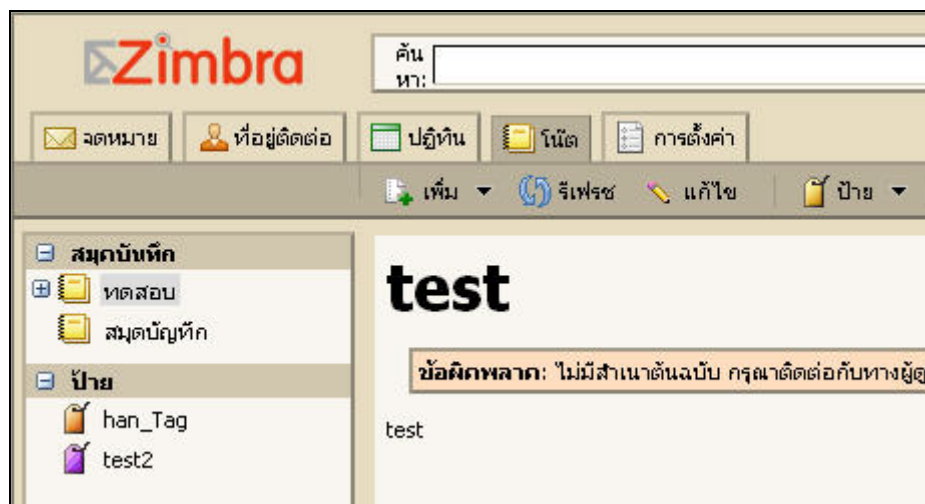 Zimbra
ค้น
หา:
จดหมาย ที่อยู่ติดต่อ ปฏิทิน โน๊ต การตั้งค่า
เพิ่ม รีเฟรช แก้ไข ป้าย
สมุดบันทึก
ทดสอบ
สมุดบัญทึก
ป้าย
han_Tag
test2
test
ข้อผิดพลาด: ไม่มีสำเนาต้นฉบับ กรุณาติดต่อกับทางผู้ดู
test